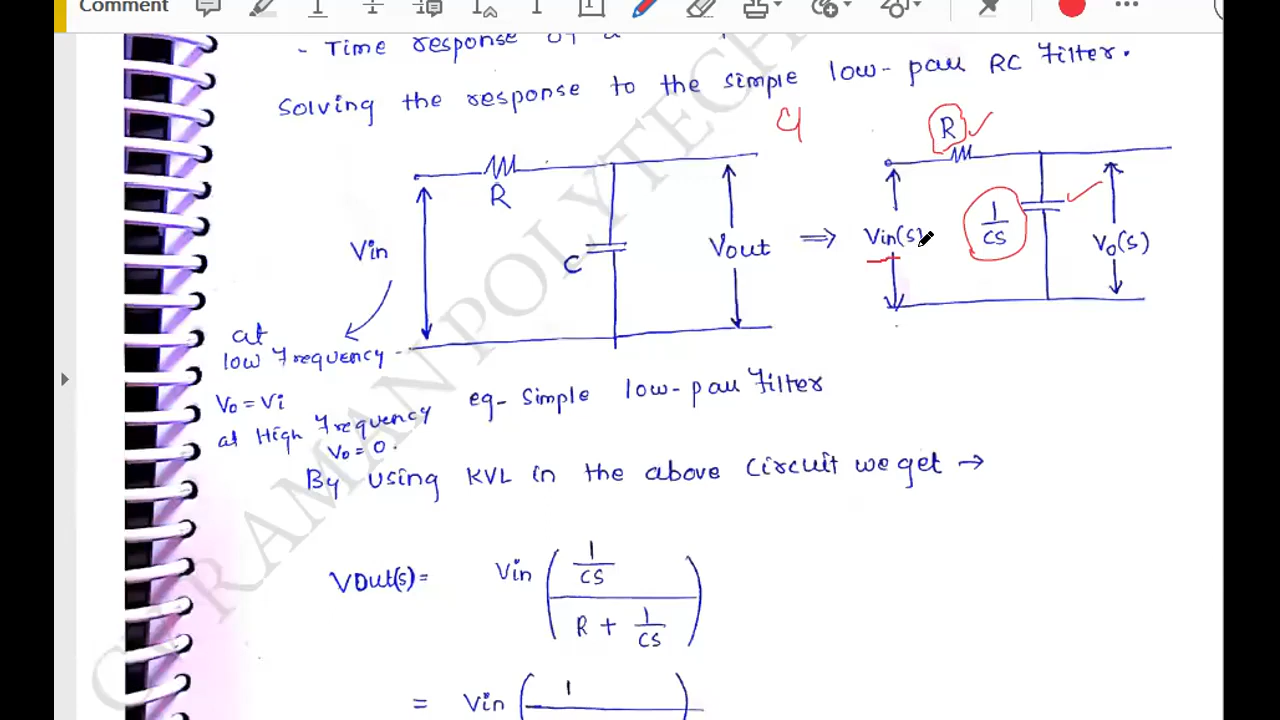 Comment
- Time response of a
Solving the response to the simple low-pass RC filter.
R
Vin
C
Vout
⇒
R
Vin(s)
1/CS
Vo(s)
at
low frequency
Vo = Vi
at High frequency
Vo = 0.
eg- Simple low-pass filter
By using KVL in the above circuit we get →
VOut(s) = Vin ( 1/CS / R + 1/CS )
= Vin ( 1
C V RAMAN POLYTECH